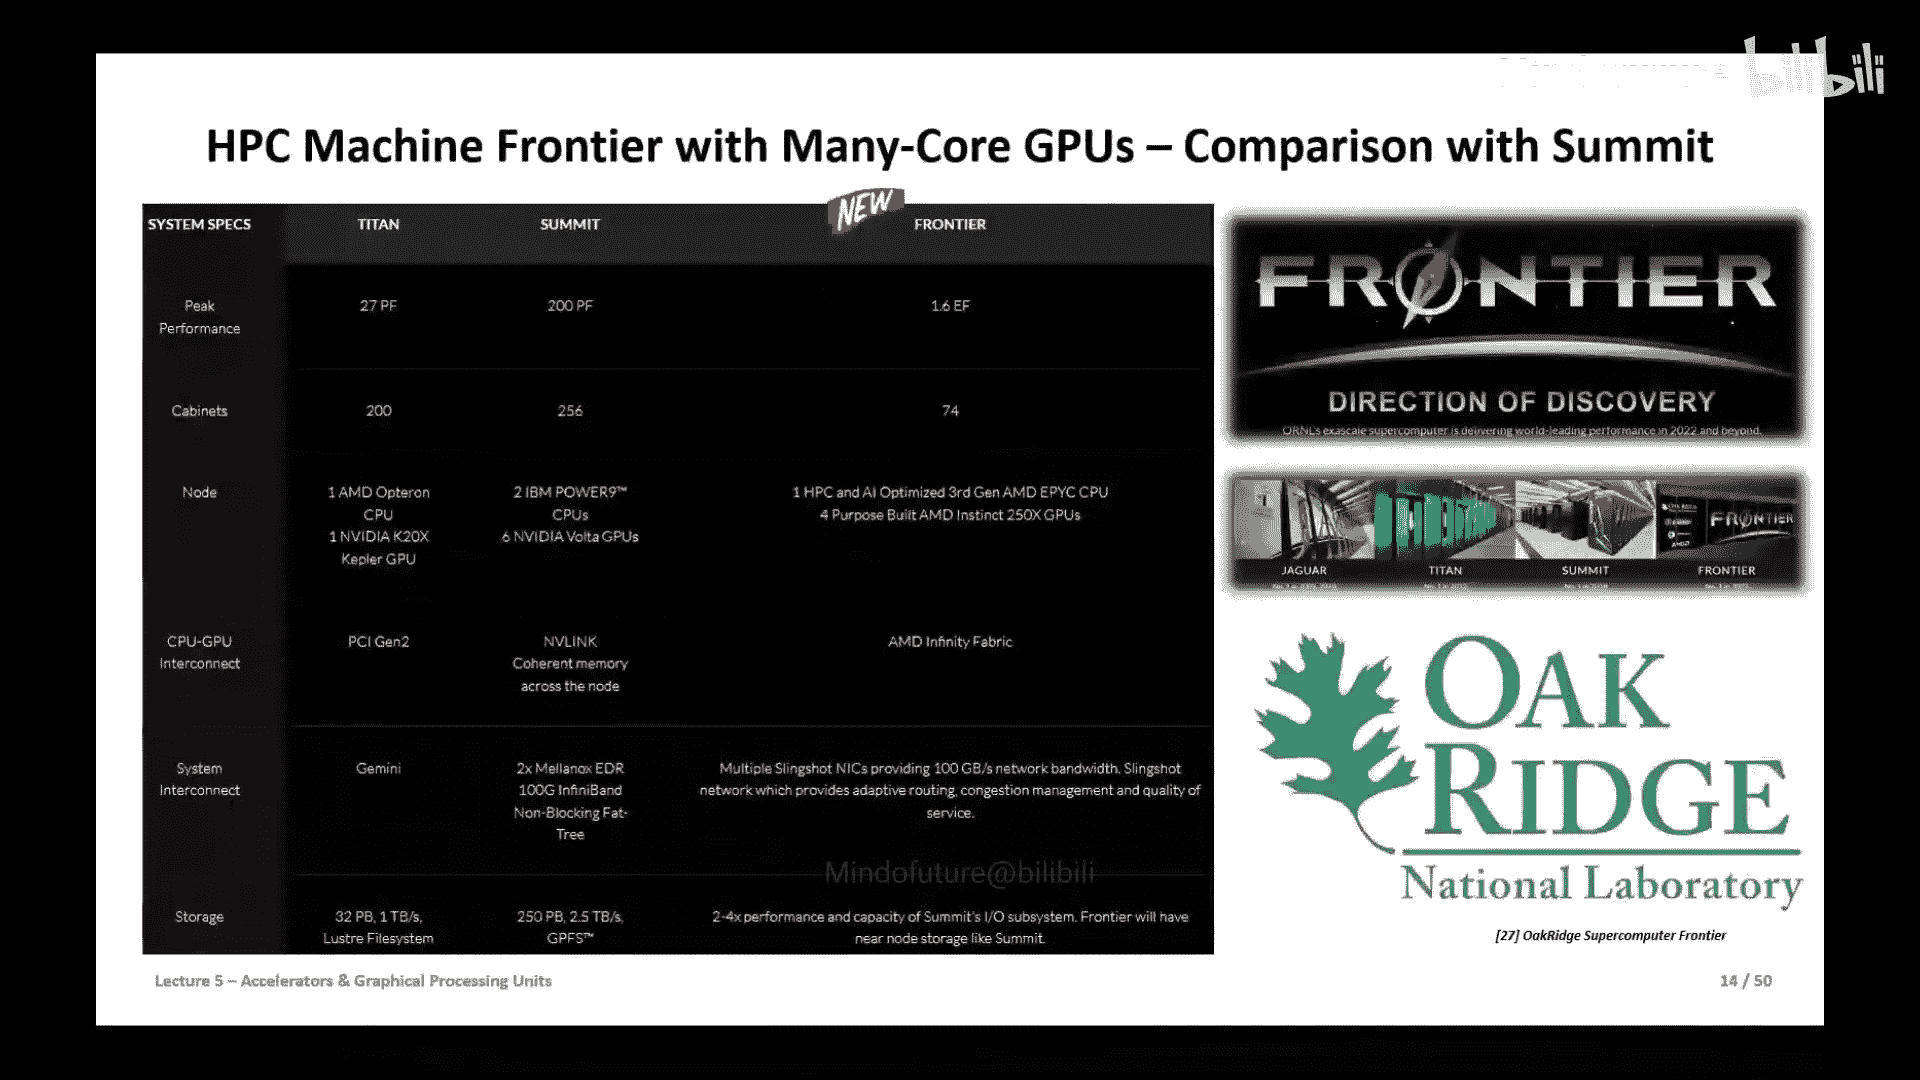 bilibili
HPC Machine Frontier with Many-Core GPUs – Comparison with Summit
NEW
SYSTEM SPECS
TITAN
SUMMIT
FRONTIER
Peak
Performance
27 PF
200 PF
1.6 EF
Cabinets
200
256
74
Node
1 AMD Opteron
CPU
1 NVIDIA K20X
Kepler GPU
2 IBM POWER9™
CPUs
6 NVIDIA Volta GPUs
1 HPC and AI Optimized 3rd Gen AMD EPYC CPU
4 Purpose Built AMD Instinct 250X GPUs
CPU-GPU
Interconnect
PCI Gen2
NVLINK
Coherent memory
across the node
AMD Infinity Fabric
System
Interconnect
Gemini
2x Mellanox EDR
100G InfiniBand
Non-Blocking Fat-
Tree
Multiple Slingshot NICs providing 100 GB/s network bandwidth. Slingshot
network which provides adaptive routing, congestion management and quality of
service.
Mindofuture@bilibili
Storage
32 PB, 1 TB/s,
Lustre Filesystem
250 PB, 2.5 TB/s,
GPFS™
2-4x performance and capacity of Summit's I/O subsystem. Frontier will have
near node storage like Summit.
FRONTIER
DIRECTION OF DISCOVERY
ORNL's exascale supercomputer is delivering world-leading performance in 2022 and beyond.
FRONTIER
JAGUAR
TITAN
SUMMIT
FRONTIER
OAK
RIDGE
National Laboratory
[27] OakRidge Supercomputer Frontier
Lecture 5 – Accelerators & Graphical Processing Units
14 / 50